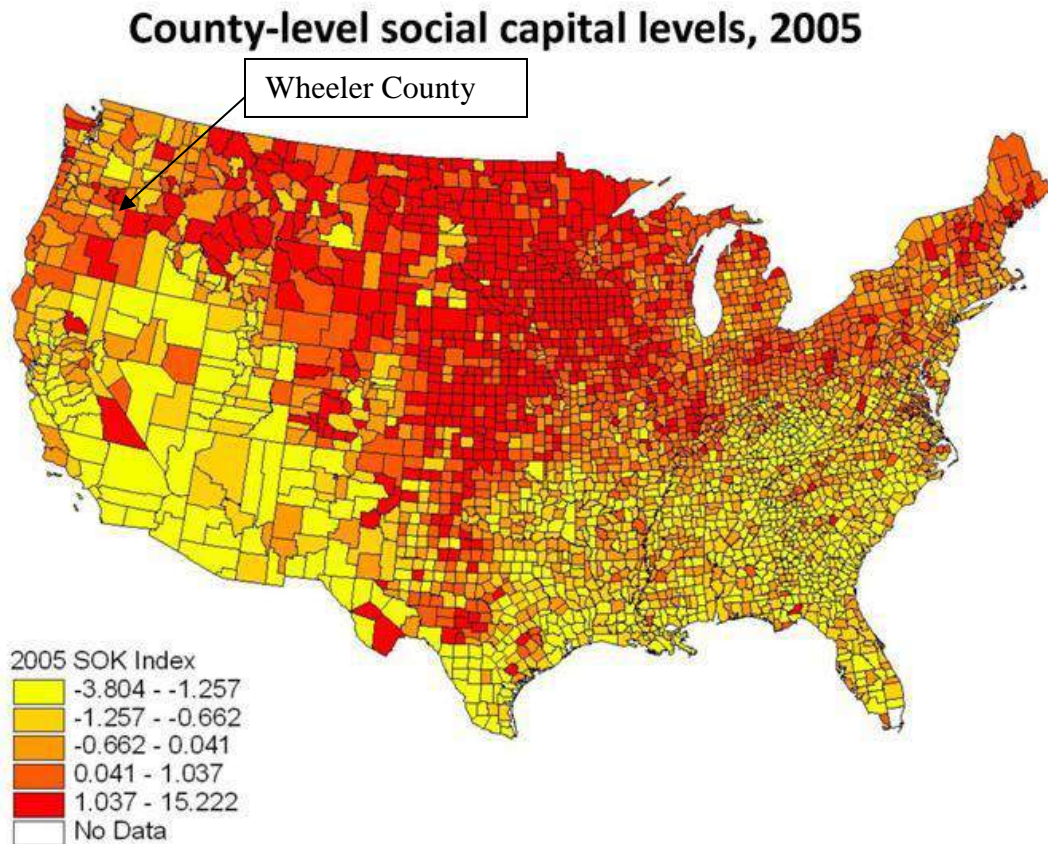 County-level social capital levels, 2005
Wheeler County
2005 SOK Index
-3.804 - -1.257
-1.257 - -0.662
-0.662 - 0.041
0.041 - 1.037
1.037 - 15.222
No Data